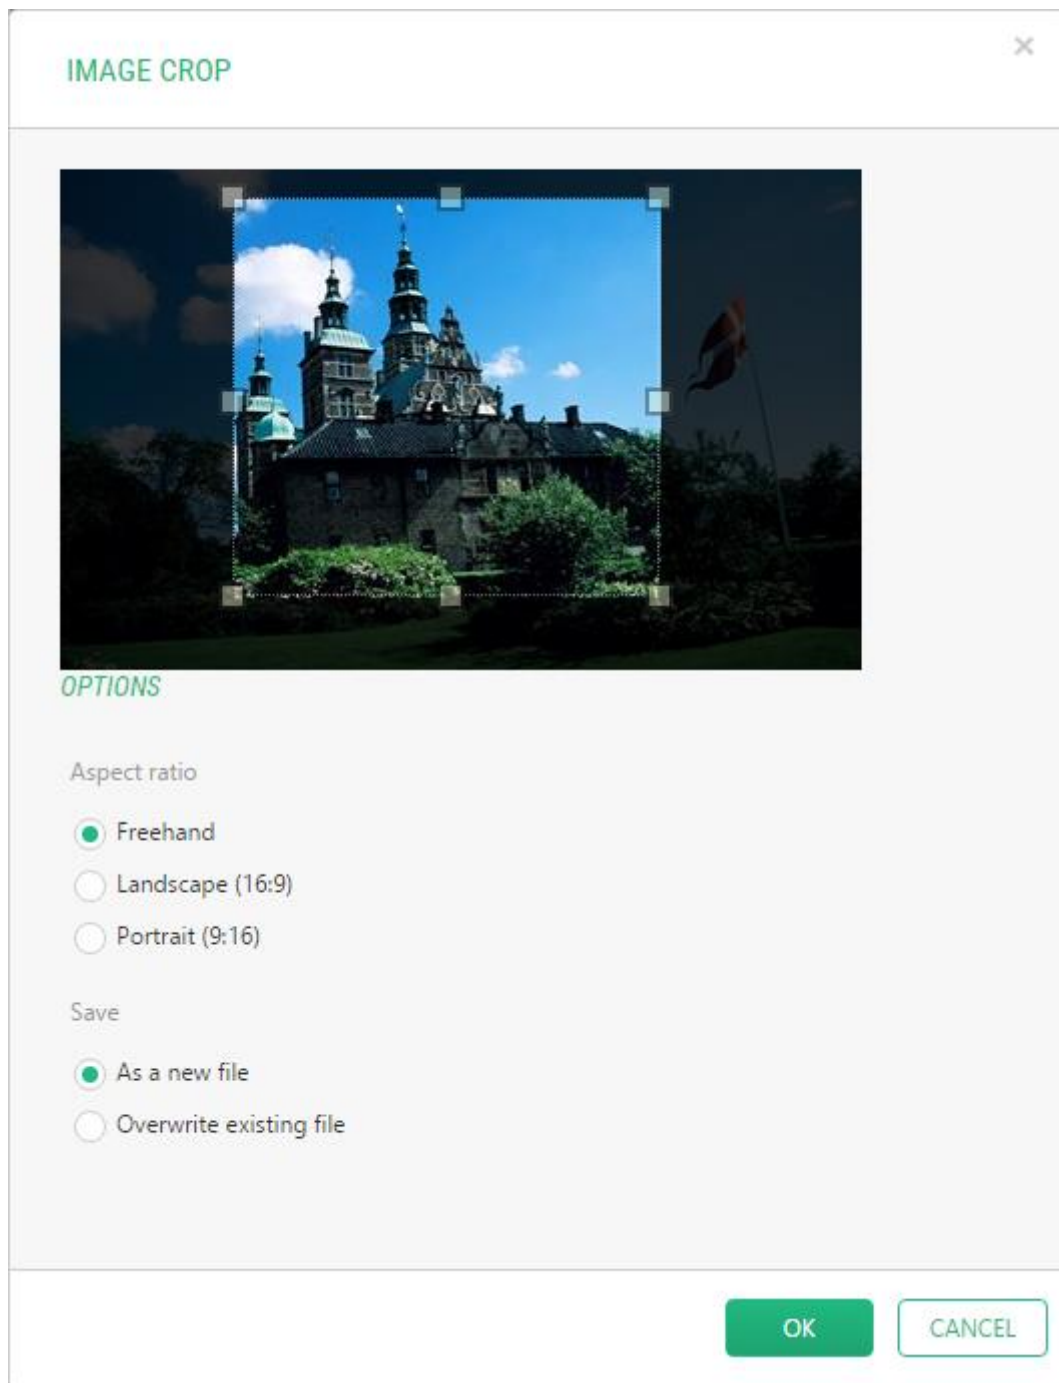 IMAGE CROP
×
OPTIONS
Aspect ratio
Freehand
Landscape (16:9)
Portrait (9:16)
Save
As a new file
Overwrite existing file
OK
CANCEL